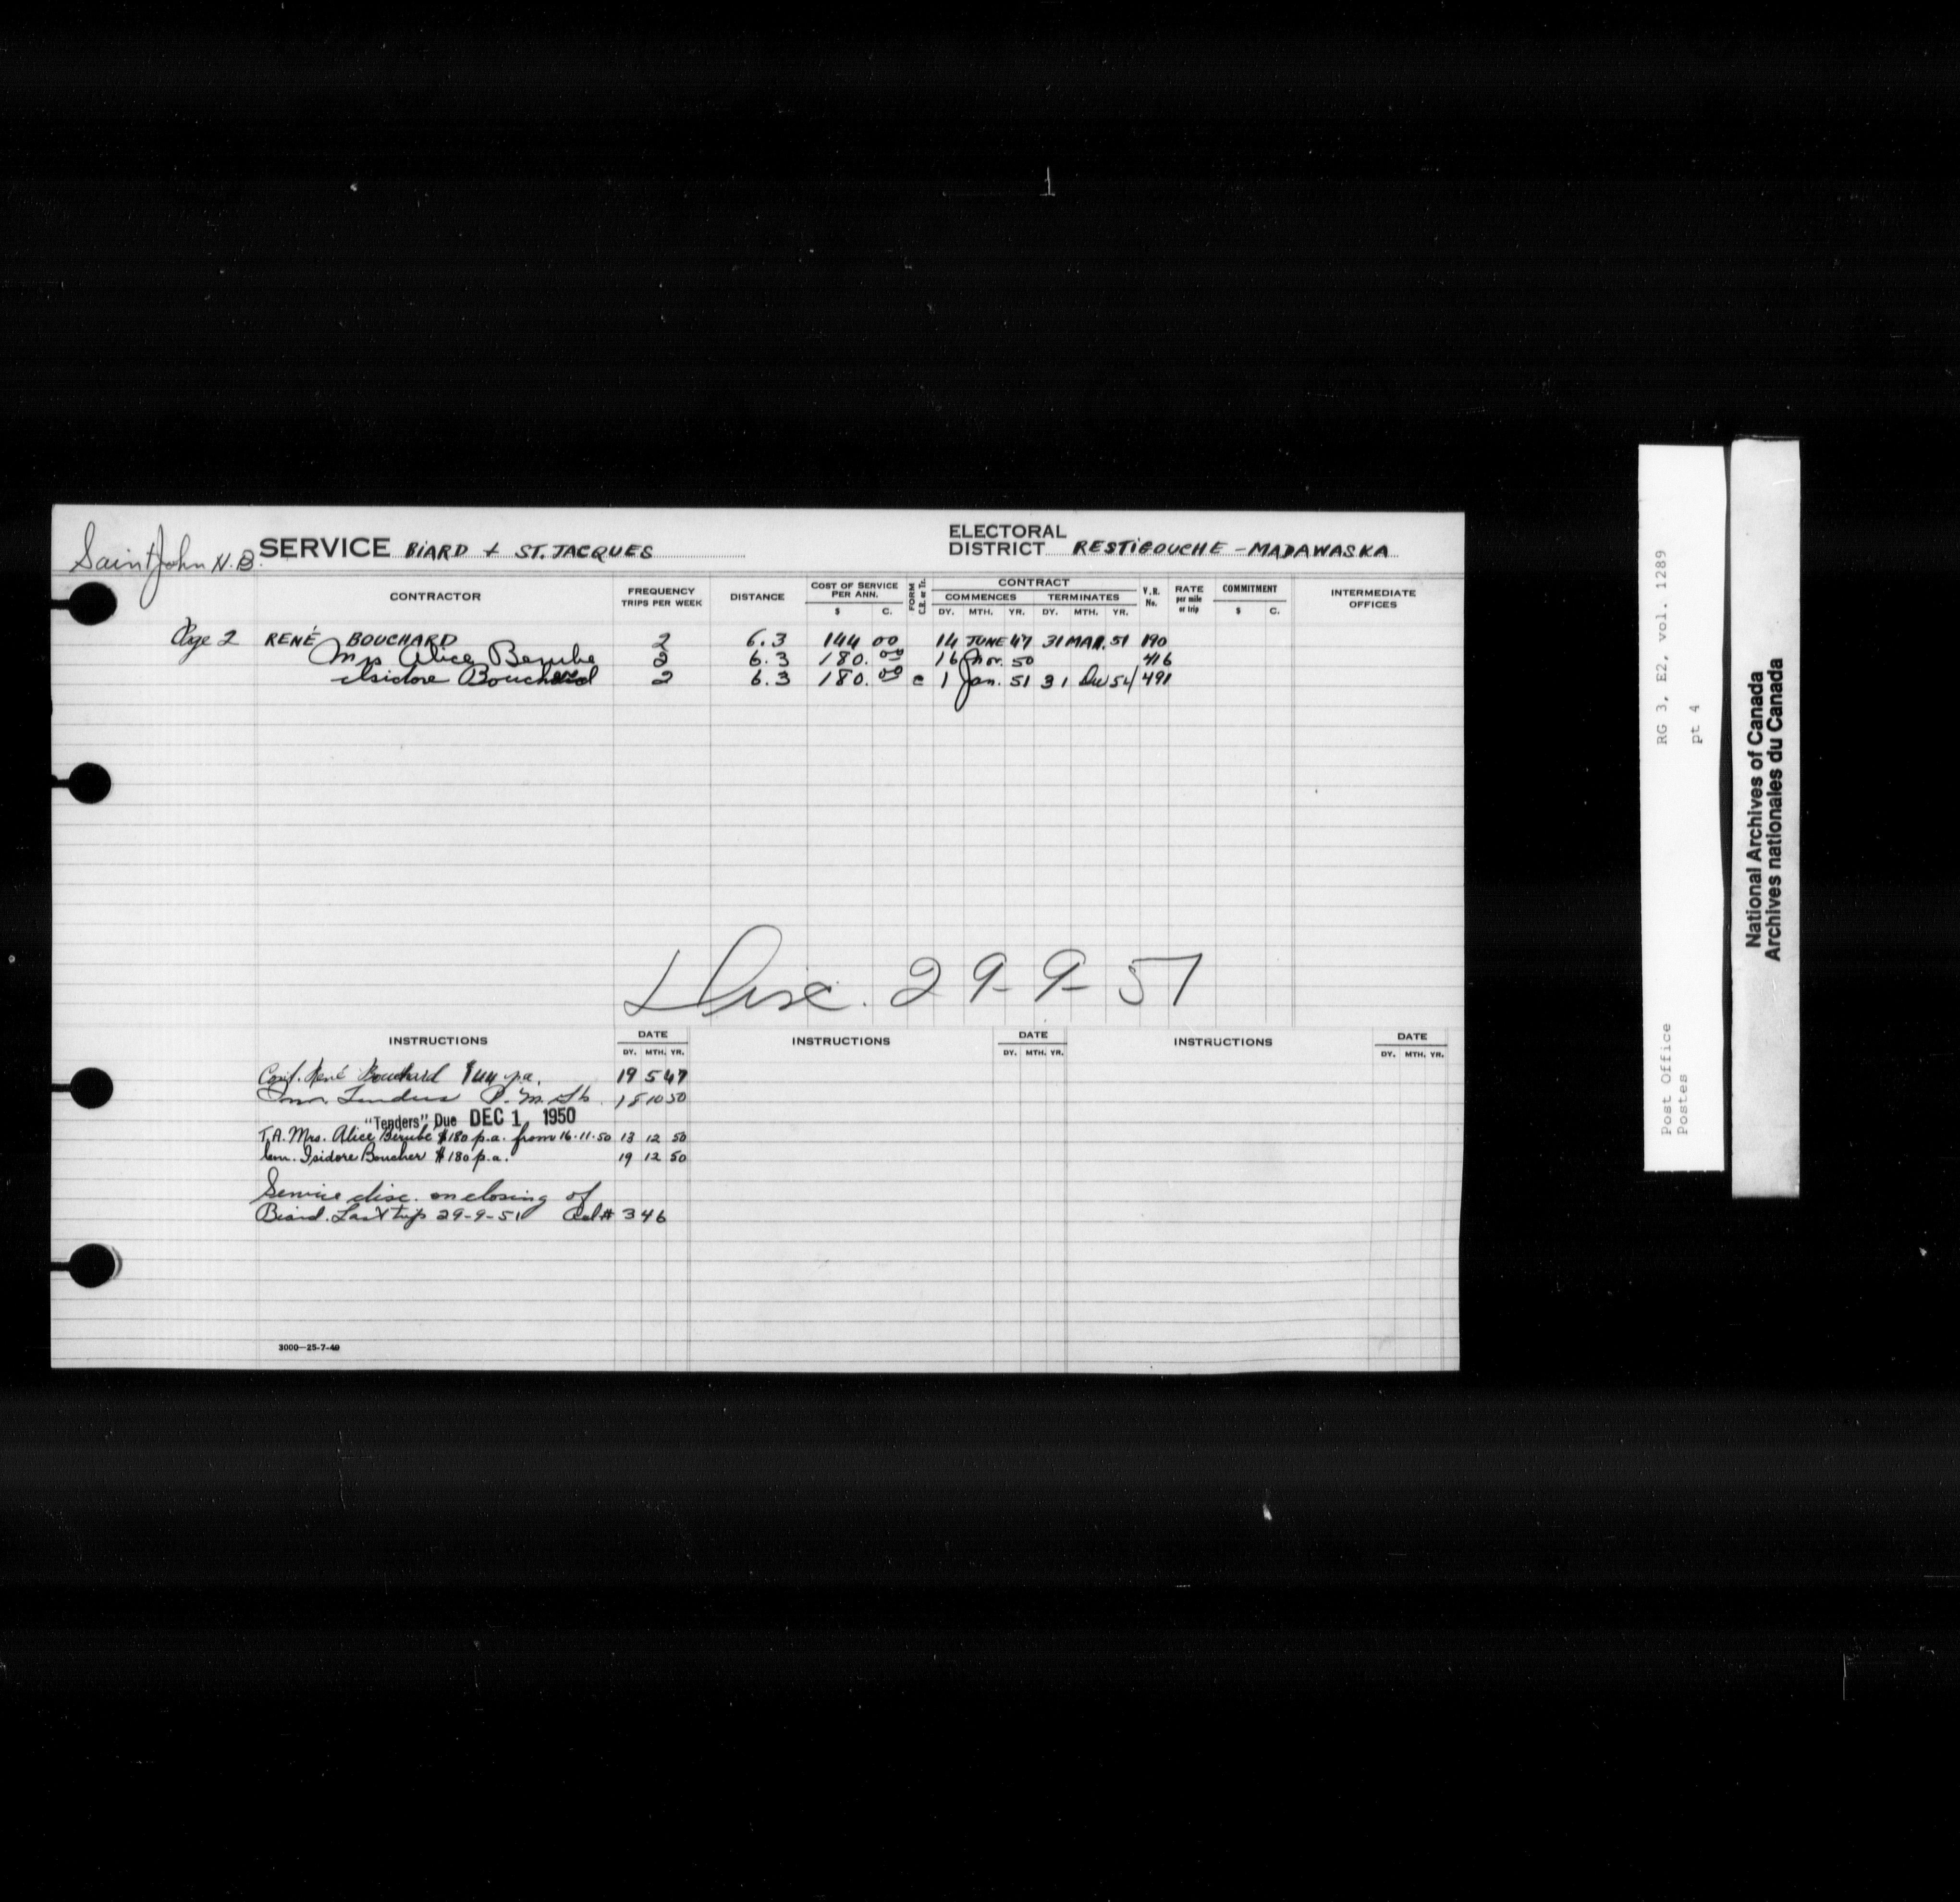 Saint John N.B. SERVICE BIARD + ST. JACQUES ELECTORAL DISTRICT RESTIGOUCHE - MADAWASKA
CONTRACTOR FREQUENCY TRIPS PER WEEK DISTANCE COST OF SERVICE PER ANN. $ C. FORM C.R. or Tr. CONTRACT COMMENCES DY. MTH. YR. TERMINATES DY. MTH. YR. V.R. No. RATE per mile or trip COMMITMENT $ C. INTERMEDIATE OFFICES
Page 2 RENÉ BOUCHARD 2 6.3 144 00 14 JUNE 47 31 MAR. 51 190
Mrs Alice Berube 2 6.3 180.00 16 Nov. 50 416
Isidore Bouchard 2 6.3 180.00 c 1 Jan. 51 31 Dec 54 491
Disc. 29-9-51
INSTRUCTIONS DATE DY. MTH. YR. INSTRUCTIONS DATE DY. MTH. YR. INSTRUCTIONS DATE DY. MTH. YR.
Cont. René Bouchard $144 p.a. 19 5 47
Tenders P.M. 18 10 50
"Tenders" Due DEC 1 1950
T.A. Mrs. Alice Berube $180 p.a. from 16.11.50 13 12 50
Isidore Boucher $180 p.a. 19 12 50
Service disc. on closing of
Biard. Last trip 29-9-51 # 346
3000—25-7-49
Post Office RG 3, E2, vol. 1289
Postes pt 4
National Archives of Canada
Archives nationales du Canada